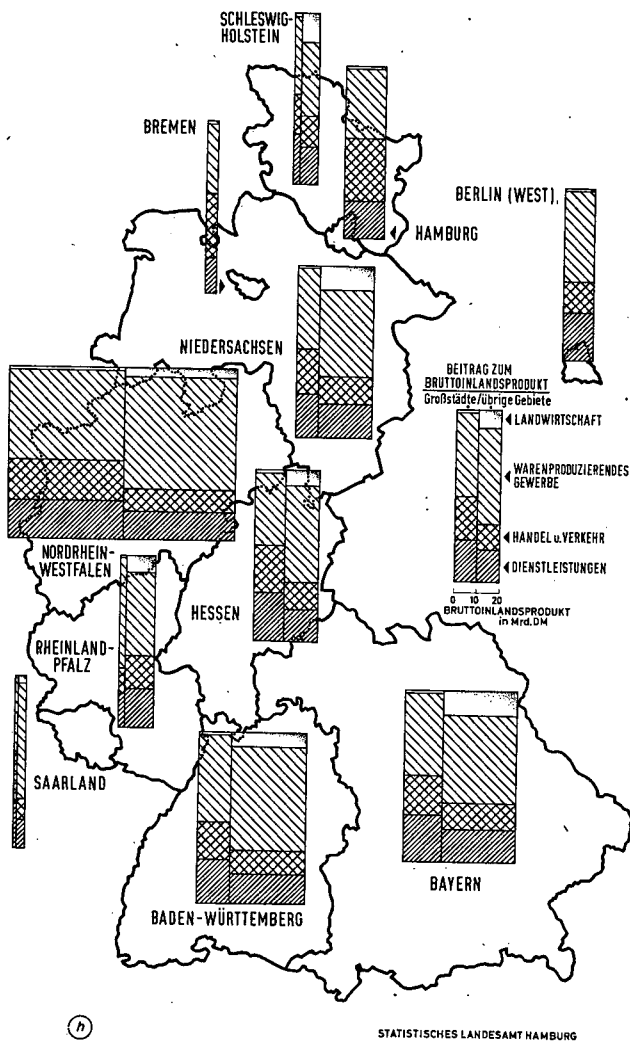 SCHLESWIG-
HOLSTEIN
BREMEN
HAMBURG
BERLIN (WEST),
NIEDERSACHSEN
BEITRAG ZUM
BRUTTOINLANDSPRODUKT
Großstädte/übrige Gebiete
LANDWIRTSCHAFT
WARENPRODUZIERENDES
GEWERBE
HANDEL u. VERKEHR
DIENSTLEISTUNGEN
0 10 20
BRUTTOINLANDSPRODUKT
in Mrd. DM
NORDRHEIN-
WESTFALEN
HESSEN
RHEINLAND-
PFALZ
SAARLAND
BADEN-WÜRTTEMBERG
BAYERN
h
STATISTISCHES LANDESAMT HAMBURG